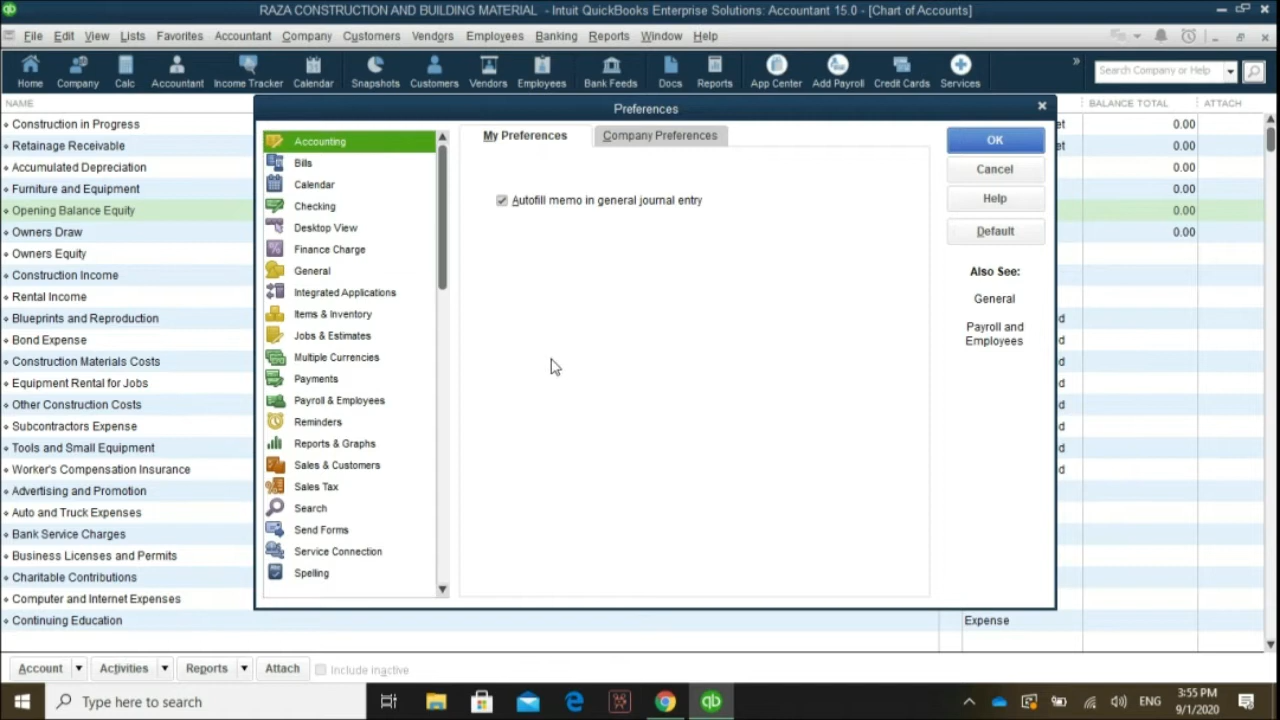 RAZA CONSTRUCTION AND BUILDING MATERIAL - Intuit QuickBooks Enterprise Solutions: Accountant 15.0 - [Chart of Accounts]
File Edit View Lists Favorites Accountant Company Customers Vendors Employees Banking Reports Window Help
Home Company Calc Accountant Income Tracker Calendar Snapshots Customers Vendors Employees Bank Feeds Docs Reports App Center Add Payroll Credit Cards Services
Search Company or Help
NAME BALANCE TOTAL ATTACH
Construction in Progress et 0.00
Retainage Receivable et 0.00
Accumulated Depreciation 0.00
Furniture and Equipment 0.00
Opening Balance Equity 0.00
Owners Draw 0.00
Owners Equity
Construction Income
Rental Income
Blueprints and Reproduction d
Bond Expense d
Construction Materials Costs d
Equipment Rental for Jobs d
Other Construction Costs d
Subcontractors Expense d
Tools and Small Equipment d
Worker's Compensation Insurance d
Advertising and Promotion
Auto and Truck Expenses
Bank Service Charges
Business Licenses and Permits
Charitable Contributions
Computer and Internet Expenses
Continuing Education Expense
Preferences
Accounting
Bills
Calendar
Checking
Desktop View
Finance Charge
General
Integrated Applications
Items & Inventory
Jobs & Estimates
Multiple Currencies
Payments
Payroll & Employees
Reminders
Reports & Graphs
Sales & Customers
Sales Tax
Search
Send Forms
Service Connection
Spelling
My Preferences Company Preferences
Autofill memo in general journal entry
OK
Cancel
Help
Default
Also See:
General
Payroll and
Employees
Account Activities Reports Attach Include inactive
Type here to search
ENG
3:55 PM
9/1/2020